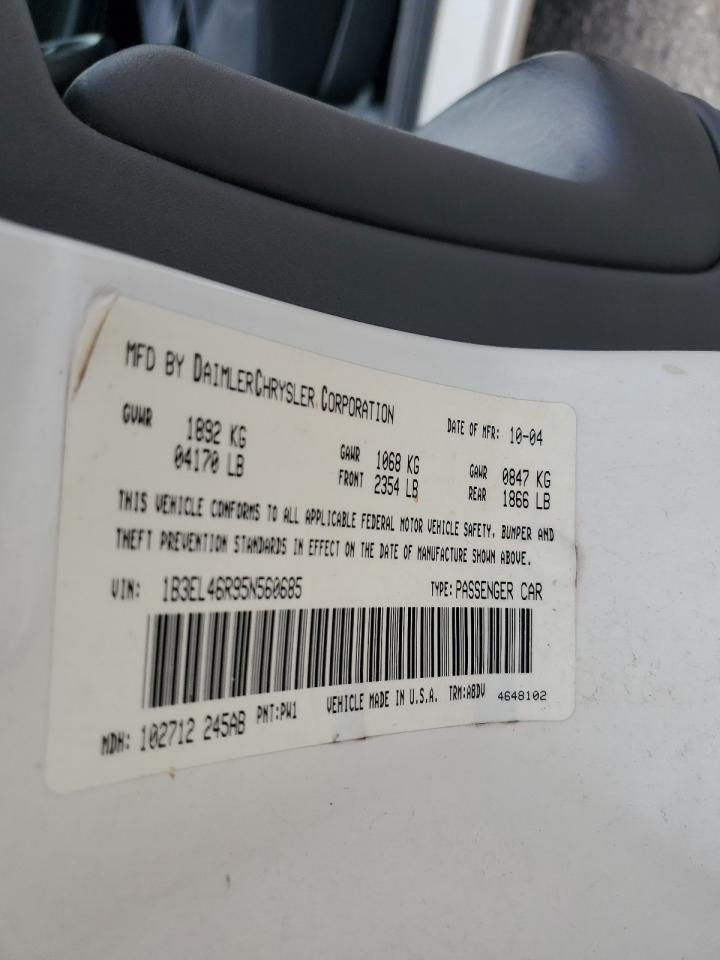 MFD BY DAIMLERCHRYSLER CORPORATION
DATE OF MFR: 10-04
GVWR 1892 KG
04170 LB
GAWR FRONT 1068 KG
2354 LB
GAWR REAR 0847 KG
1866 LB
THIS VEHICLE CONFORMS TO ALL APPLICABLE FEDERAL MOTOR VEHICLE SAFETY, BUMPER AND
THEFT PREVENTION STANDARDS IN EFFECT ON THE DATE OF MANUFACTURE SHOWN ABOVE.
VIN: 1B3EL46R95N560685 TYPE: PASSENGER CAR
MDH: 102712 245AB PNT:PW1 VEHICLE MADE IN U.S.A. TRM:A8DV 4648102